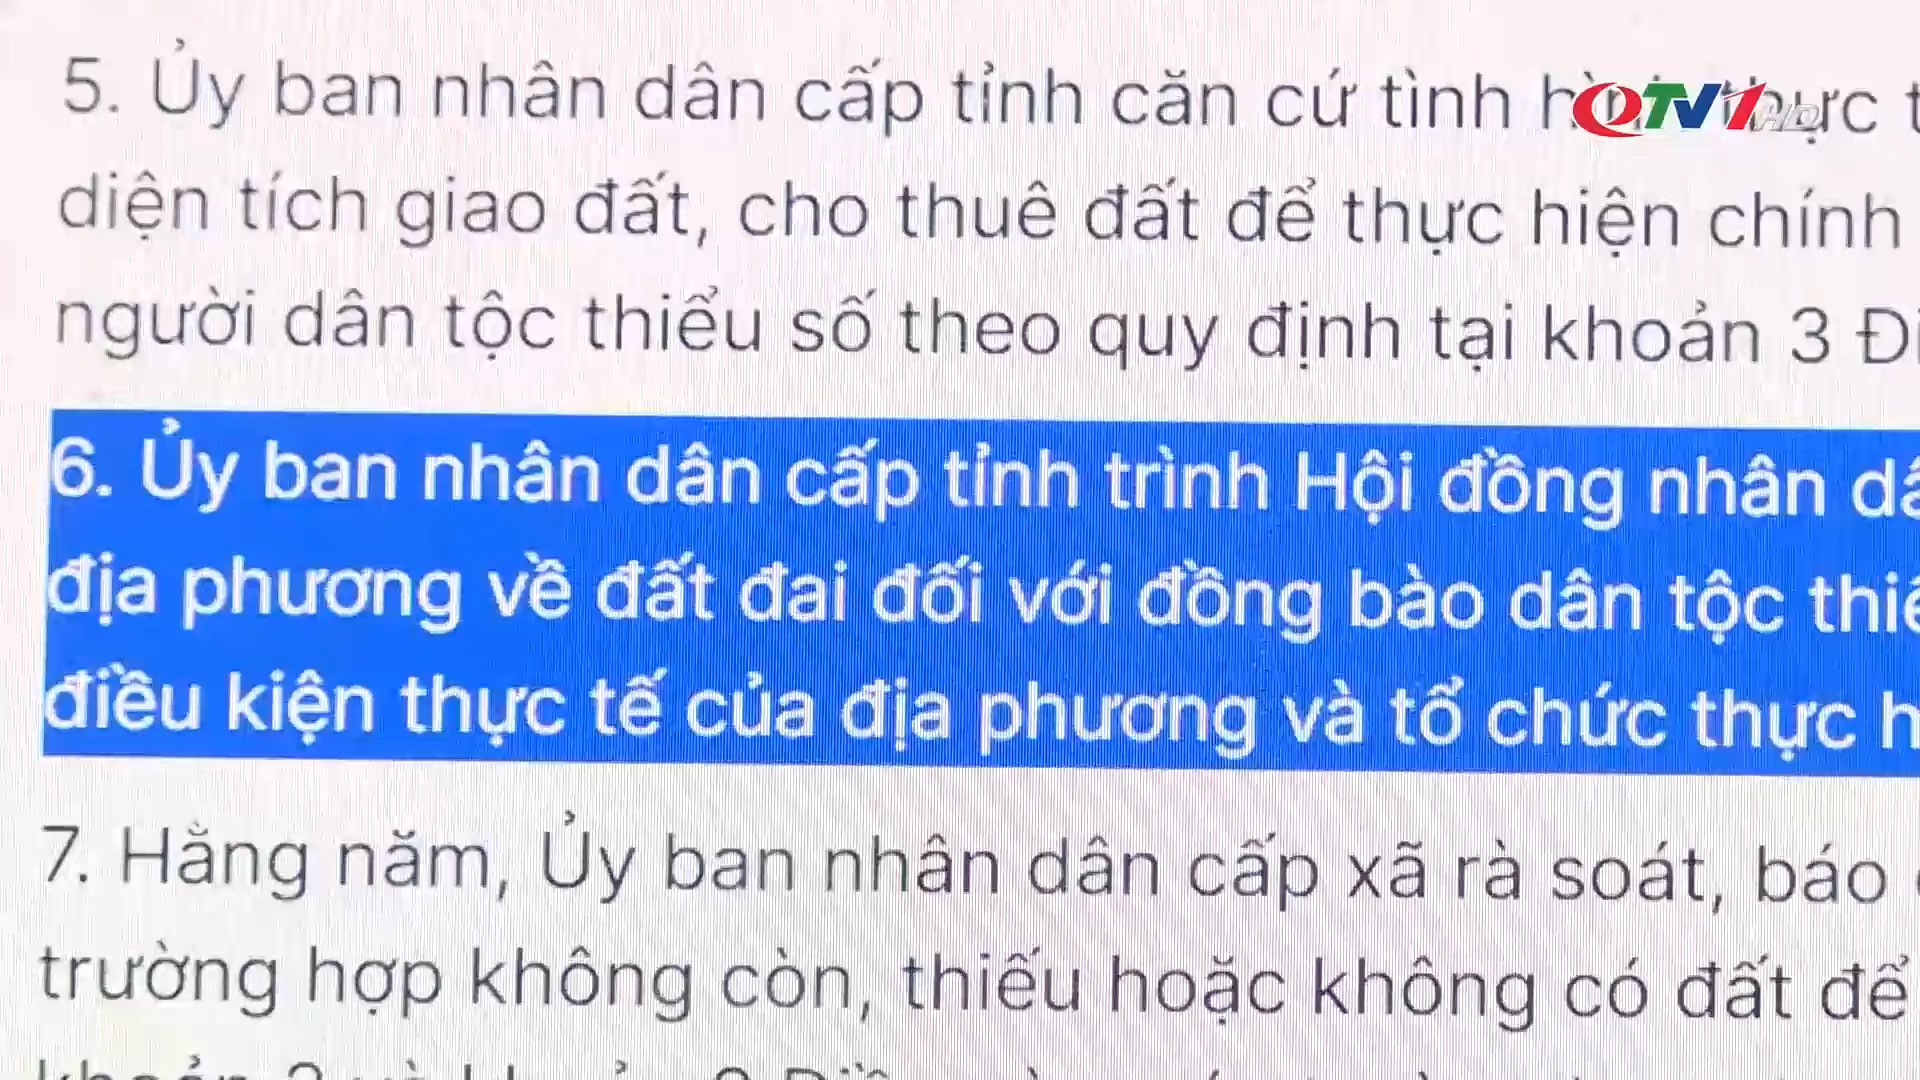 5. Ủy ban nhân dân cấp tỉnh căn cứ tình thực
QTV1 HD
diện tích giao đất, cho thuê đất để thực hiện chính
người dân tộc thiểu số theo quy định tại khoản 3
6. Ủy ban nhân dân cấp tỉnh trình Hội đồng nhân
địa phương về đất đai đối với đồng bào dân tộc
điều kiện thực tế của địa phương và tổ chức thực
7. Hằng năm, Ủy ban nhân dân cấp xã rà soát, báo
trường hợp không còn, thiếu hoặc không có đất để